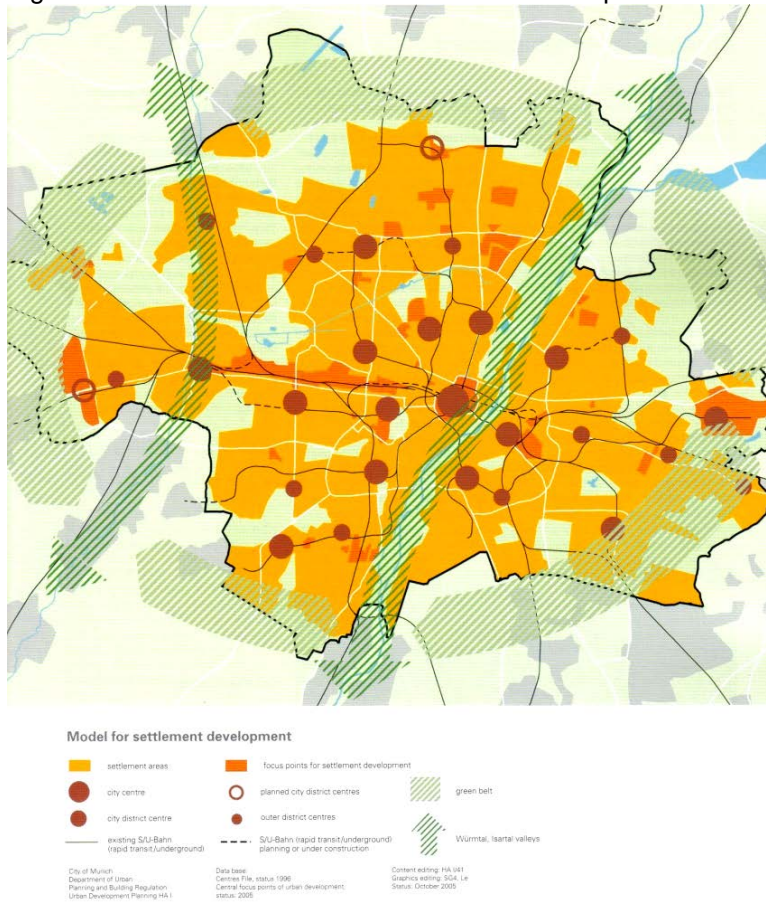 Model for settlement development
settlement areas
focus points for settlement development
city centre
planned city district centres
green belt
city district centre
outer district centres
existing S/U-Bahn
(rapid transit/underground)
S/U-Bahn (rapid transit/underground)
planning or under construction
Würmtal, Isartal valleys
City of Munich
Department of Urban
Planning and Building Regulation
Urban Development Planning HA I
Data base:
Centres File, status 1996
Central focus points of urban development:
status: 2005
Content editing: HA I/41
Graphics editing: SG4, Le
Status: October 2005